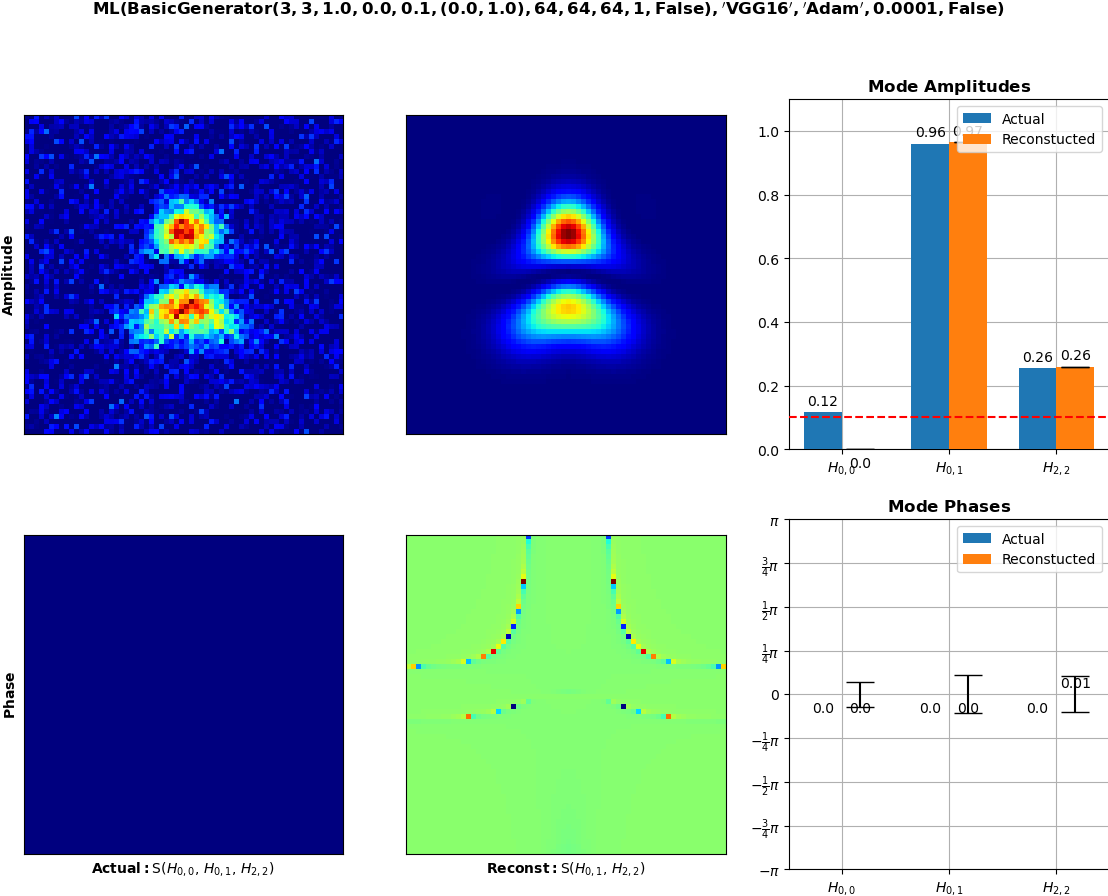 ML(BasicGenerator(3, 3, 1.0, 0.0, 0.1, (0.0, 1.0), 64, 64, 64, 1, False), ′VGG16′, ′Adam′, 0.0001, False)
Amplitude
Mode Amplitudes
Actual
Reconstucted
1.0
0.8
0.6
0.4
0.2
0.0
0.12
0.0
0.96
0.97
0.26
0.26
H0,0
H0,1
H2,2
Phase
Actual: S(H0,0, H0,1, H2,2)
Reconst: S(H0,1, H2,2)
Mode Phases
Actual
Reconstucted
π
3/4π
1/2π
1/4π
0
−1/4π
−1/2π
−3/4π
−π
0.0
0.0
0.0
0.0
0.0
0.01
H0,0
H0,1
H2,2